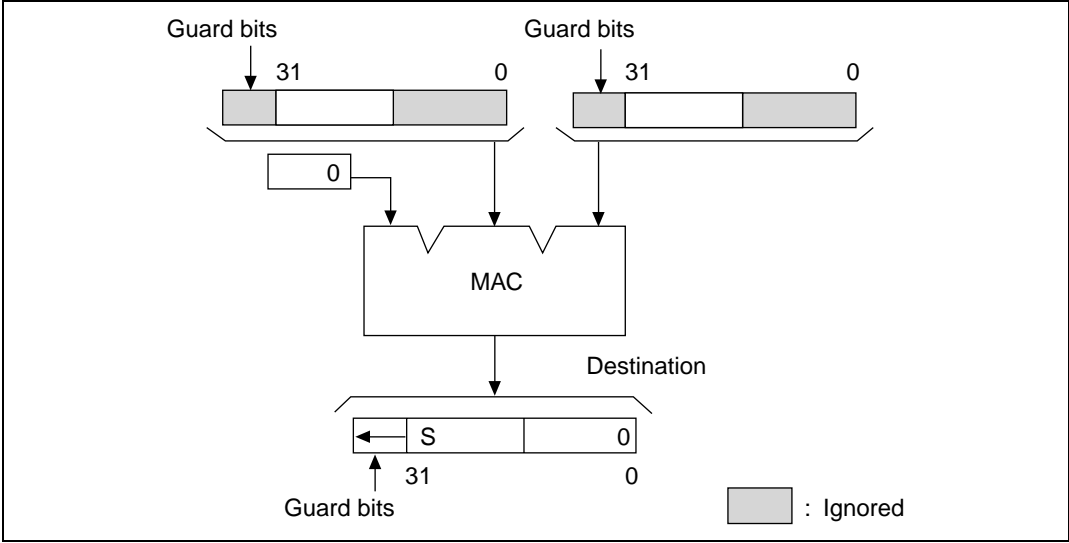 Guard bits
Guard bits
31 0
31 0
0
MAC
Destination
S 0
31 0
Guard bits
: Ignored